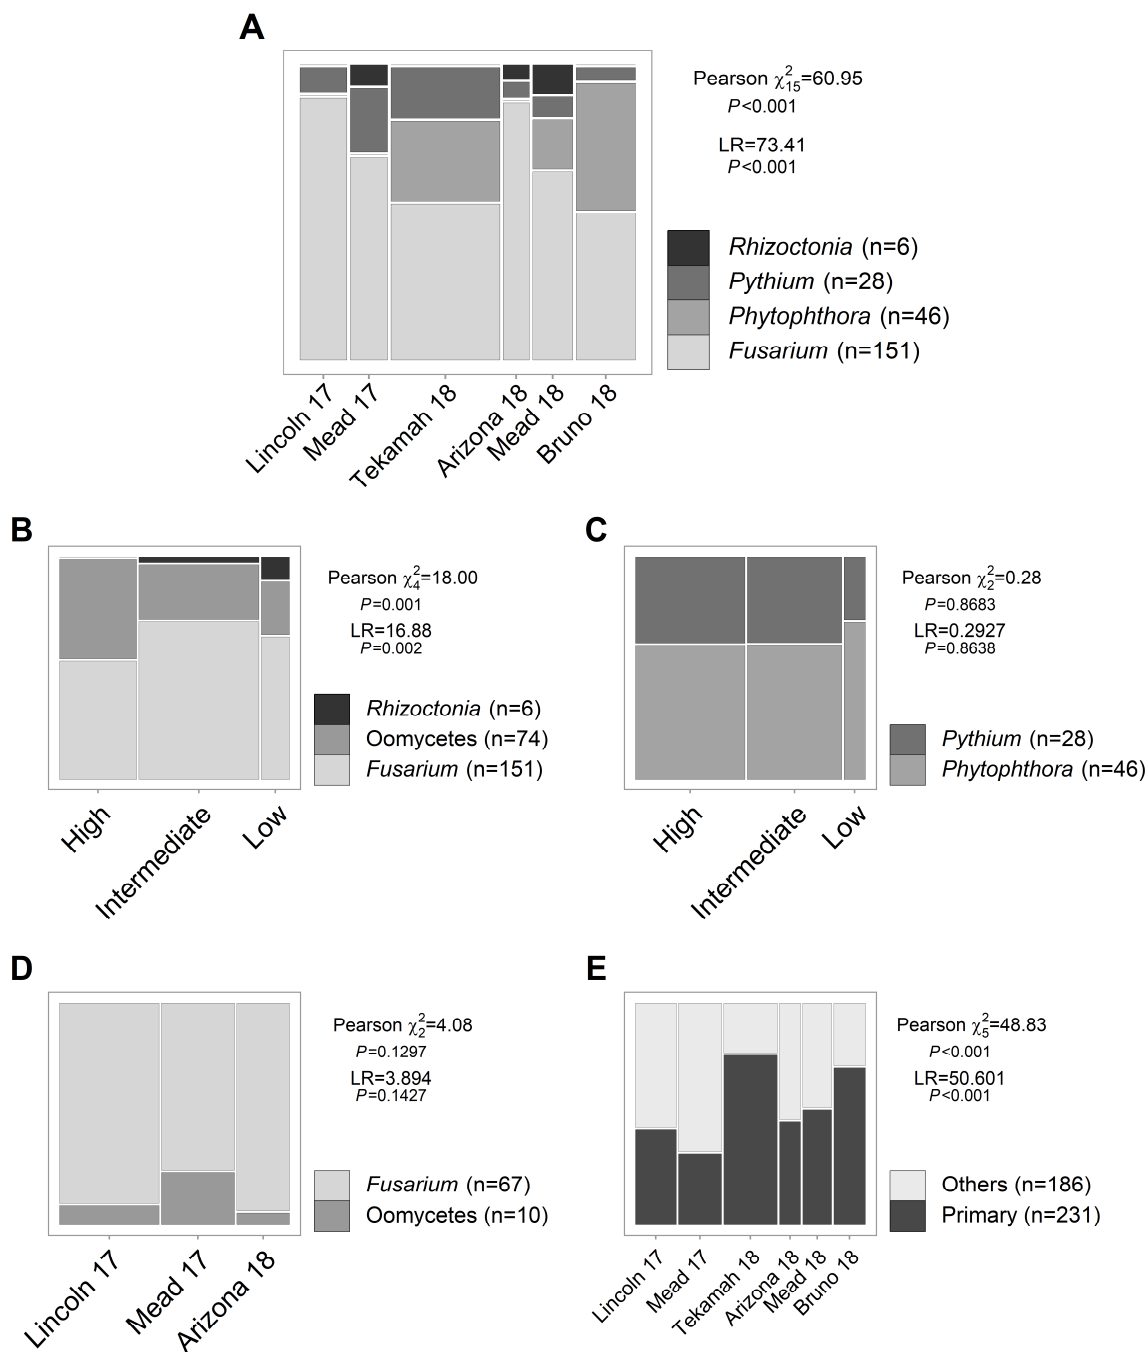 A
Pearson χ²₁₅=60.95
P<0.001
LR=73.41
P<0.001
Rhizoctonia (n=6)
Pythium (n=28)
Phytophthora (n=46)
Fusarium (n=151)
Lincoln 17
Mead 17
Tekamah 18
Arizona 18
Mead 18
Bruno 18
B
Pearson χ²₄=18.00
P=0.001
LR=16.88
P=0.002
Rhizoctonia (n=6)
Oomycetes (n=74)
Fusarium (n=151)
High
Intermediate
Low
C
Pearson χ²₂=0.28
P=0.8683
LR=0.2927
P=0.8638
Pythium (n=28)
Phytophthora (n=46)
High
Intermediate
Low
D
Pearson χ²₂=4.08
P=0.1297
LR=3.894
P=0.1427
Fusarium (n=67)
Oomycetes (n=10)
Lincoln 17
Mead 17
Arizona 18
E
Pearson χ²₅=48.83
P<0.001
LR=50.601
P<0.001
Others (n=186)
Primary (n=231)
Lincoln 17
Mead 17
Tekamah 18
Arizona 18
Mead 18
Bruno 18